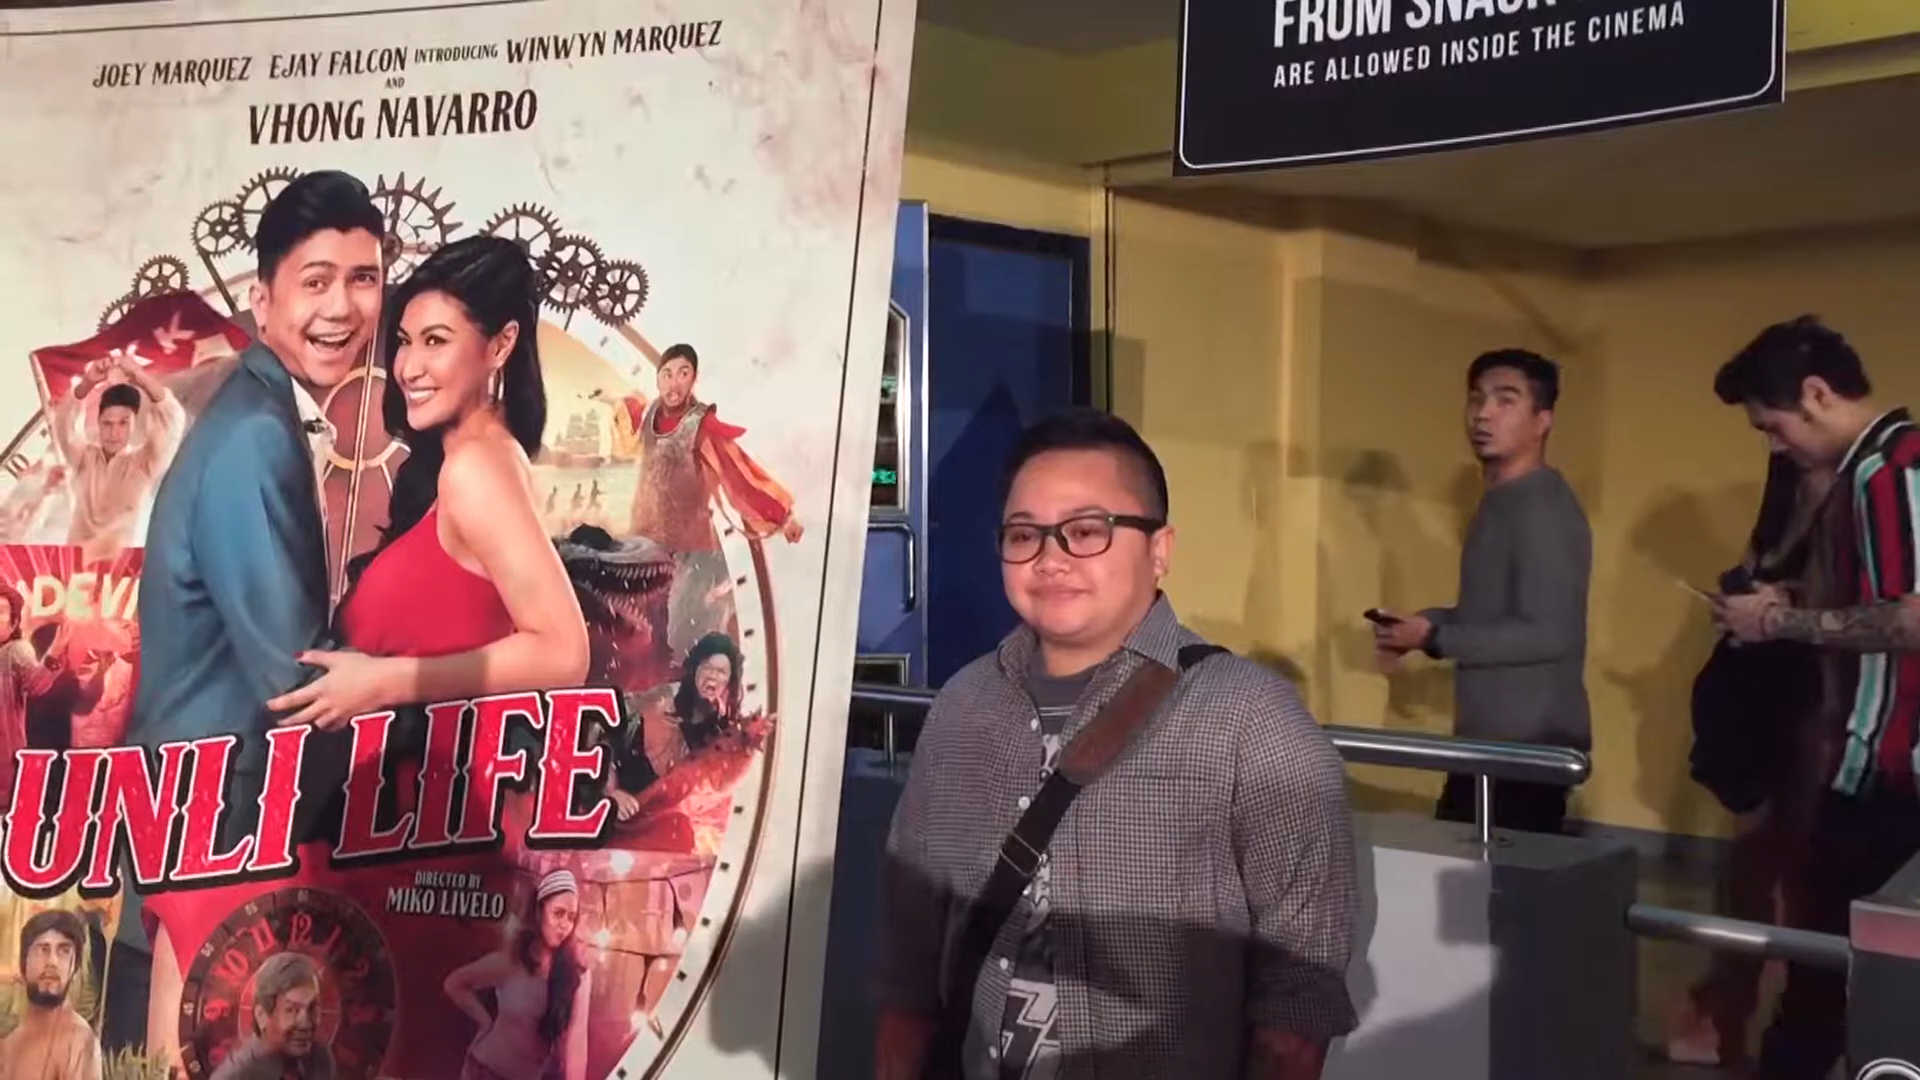 JOEY MARQUEZ EJAY FALCON INTRODUCING WINWYN MARQUEZ
AND
VHONG NAVARRO
UNLI LIFE
DIRECTED BY
MIKO LIVELO
FROM SNACK
ARE ALLOWED INSIDE THE CINEMA